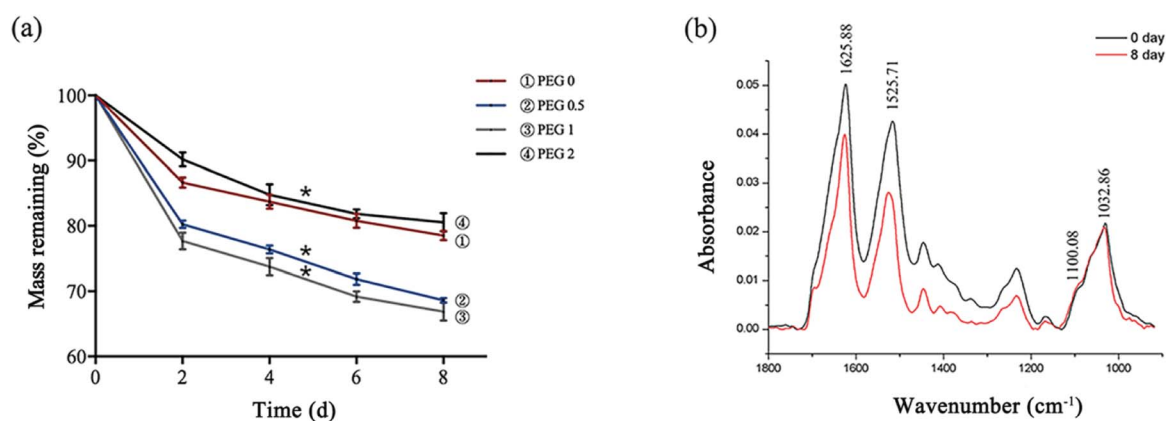 (a)
① PEG 0
② PEG 0.5
③ PEG 1
④ PEG 2
Mass remaining (%)
100
90
80
70
60
*
*
*
④
①
②
③
0 2 4 6 8
Time (d)
(b)
0 day
8 day
1625.88
1525.71
1100.08
1032.86
Absorbance
0.05
0.04
0.03
0.02
0.01
0.00
1800 1600 1400 1200 1000
Wavenumber (cm⁻¹)